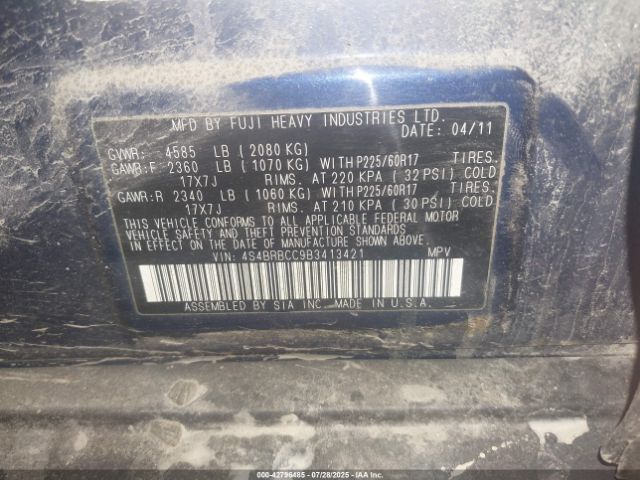 MFD BY FUJI HEAVY INDUSTRIES LTD.
DATE: 04/11
GVWR: 4585 LB ( 2080 KG)
GAWR:F 2360 LB ( 1070 KG) WITH P225/60R17 TIRES.
17X7J RIMS. AT 220 KPA ( 32 PSI) COLD
GAWR:R 2340 LB ( 1060 KG) WITH P225/60R17 TIRES.
17X7J RIMS. AT 210 KPA ( 30 PSI) COLD
THIS VEHICLE CONFORMS TO ALL APPLICABLE FEDERAL MOTOR
VEHICLE SAFETY AND THEFT PREVENTION STANDARDS
IN EFFECT ON THE DATE OF MANUFACTURE SHOWN ABOVE.
VIN: 4S4BRBCC9B3413421 MPV
ASSEMBLED BY SIA INC. MADE IN U.S.A.
000-42796485 - 07/28/2025 - IAAI Inc.